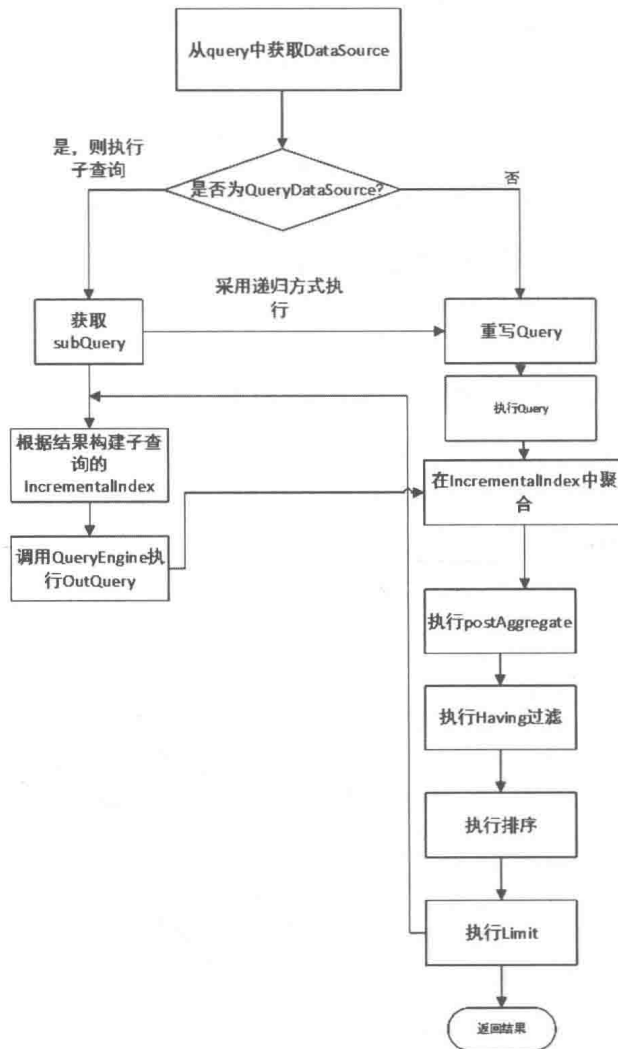 从query中获取DataSource
是，则执行
子查询
是否为QueryDataSource?
否
采用递归方式执
行
获取
subQuery
重写Query
执行Query
根据结果构建子查
询的
IncrementalIndex
在IncrementalIndex中聚
合
调用QueryEngine执
行OutQuery
执行postAggregate
执行Having过滤
执行排序
执行Limit
返回结果